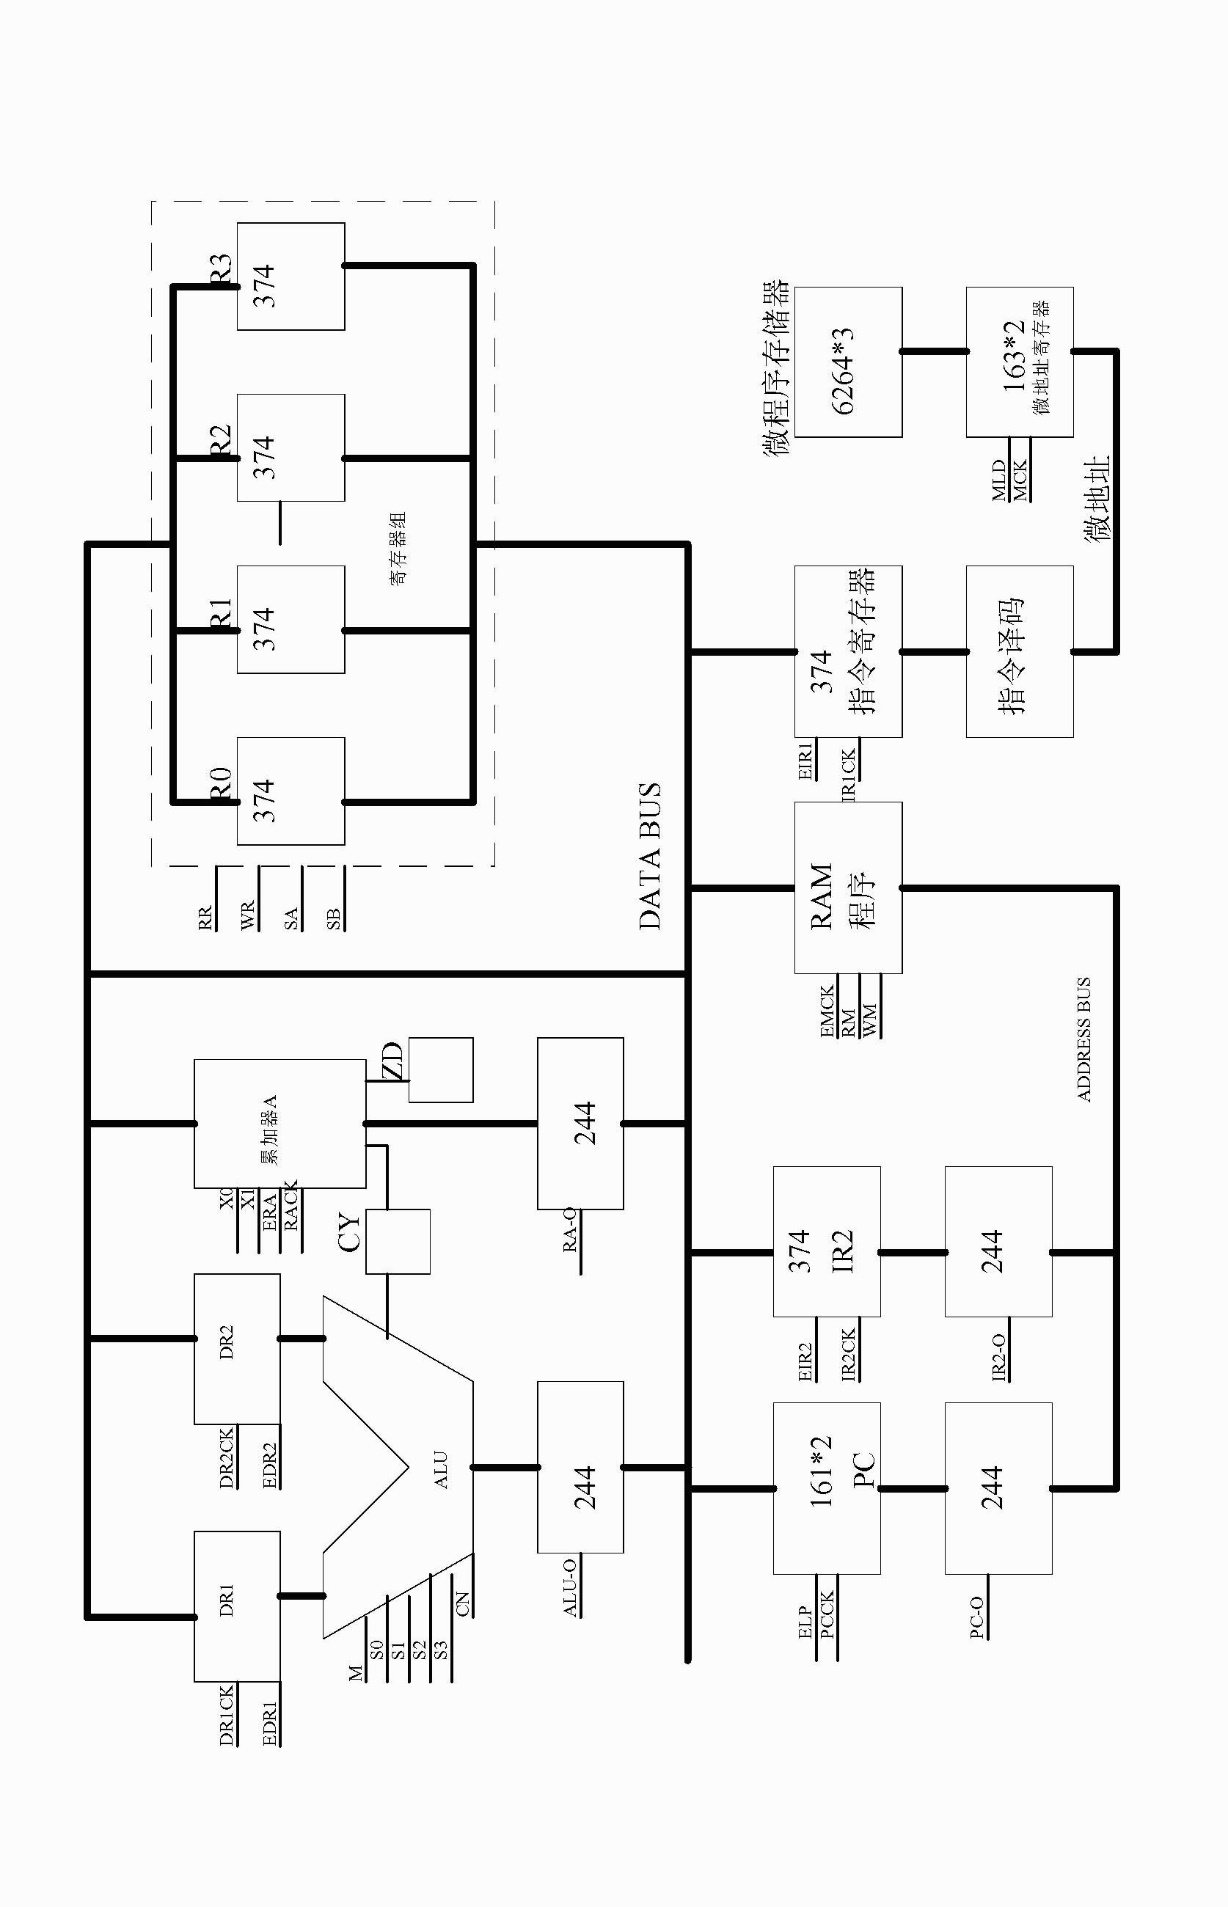 DR1
DR1CK
EDR1
DR2
DR2CK
EDR2
ALU
M
S0
S1
S2
S3
CN
244
ALU-O
CY
累加器A
X0
X1
ERA
RACK
ZD
244
RA-O
R0
374
R1
374
R2
374
R3
374
寄存器组
RR
WR
SA
SB
DATA BUS
161*2
PC
ELP
PCCK
244
PC-O
374
IR2
EIR2
IR2CK
244
IR2-O
ADDRESS BUS
RAM
程序
EMCK
RM
WM
374
指令寄存器
EIR1
IR1CK
指令译码
微地址
微程序存储器
6264*3
163*2
微地址寄存器
MLD
MCK